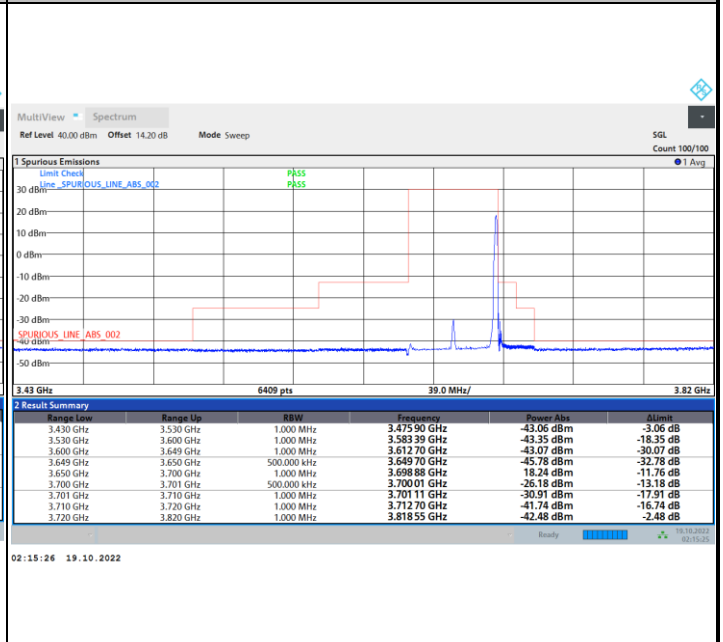 MultiView Spectrum
Ref Level 40.00 dBm Offset 14.20 dB Mode Sweep SGL
Count 100/100
1 Spurious Emissions 1 Avg
Limit Check PASS
Line _SPURIOUS_LINE_ABS_002 PASS
30 dBm
20 dBm
10 dBm
0 dBm
-10 dBm
-20 dBm
-30 dBm
SPURIOUS_LINE_ABS_002
-40 dBm
-50 dBm
3.43 GHz 6409 pts 39.0 MHz/ 3.82 GHz
2 Result Summary
Range Low Range Up RBW Frequency Power Abs ΔLimit
3.430 GHz 3.530 GHz 1.000 MHz 3.475 90 GHz -43.06 dBm -3.06 dB
3.530 GHz 3.600 GHz 1.000 MHz 3.583 39 GHz -43.35 dBm -18.35 dB
3.600 GHz 3.649 GHz 1.000 MHz 3.612 70 GHz -43.07 dBm -30.07 dB
3.649 GHz 3.650 GHz 500.000 kHz 3.649 70 GHz -45.78 dBm -32.78 dB
3.650 GHz 3.700 GHz 1.000 MHz 3.698 88 GHz 18.24 dBm -11.76 dB
3.700 GHz 3.701 GHz 500.000 kHz 3.700 01 GHz -26.18 dBm -13.18 dB
3.701 GHz 3.710 GHz 1.000 MHz 3.701 11 GHz -30.91 dBm -17.91 dB
3.710 GHz 3.720 GHz 1.000 MHz 3.712 70 GHz -41.74 dBm -16.74 dB
3.720 GHz 3.820 GHz 1.000 MHz 3.818 55 GHz -42.48 dBm -2.48 dB
Ready
02:15:25
02:15:26 19.10.2022